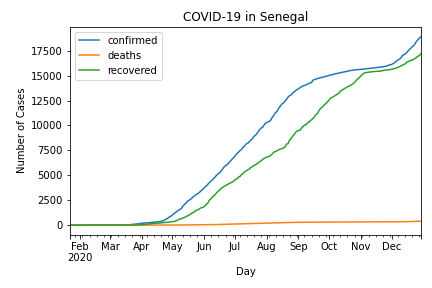 COVID-19 in Senegal
confirmed
deaths
recovered
Number of Cases
17500
15000
12500
10000
7500
5000
2500
0
Feb Mar Apr May Jun Jul Aug Sep Oct Nov Dec
2020
Day